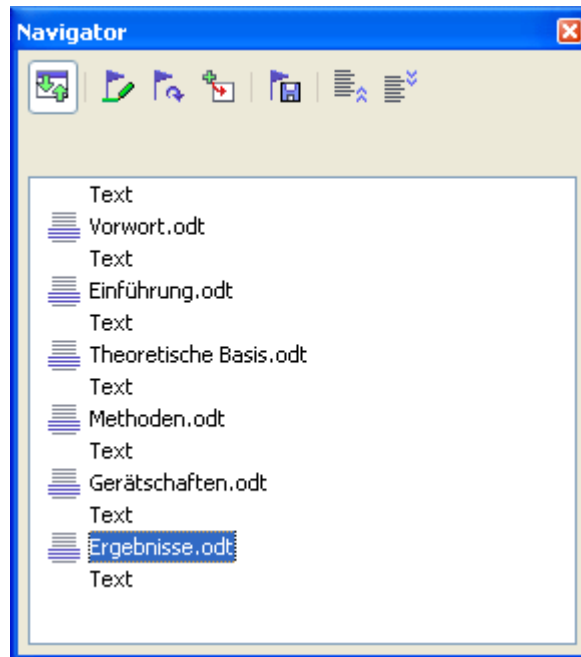 Navigator
Text
Vorwort.odt
Text
Einführung.odt
Text
Theoretische Basis.odt
Text
Methoden.odt
Text
Gerätschaften.odt
Text
Ergebnisse.odt
Text